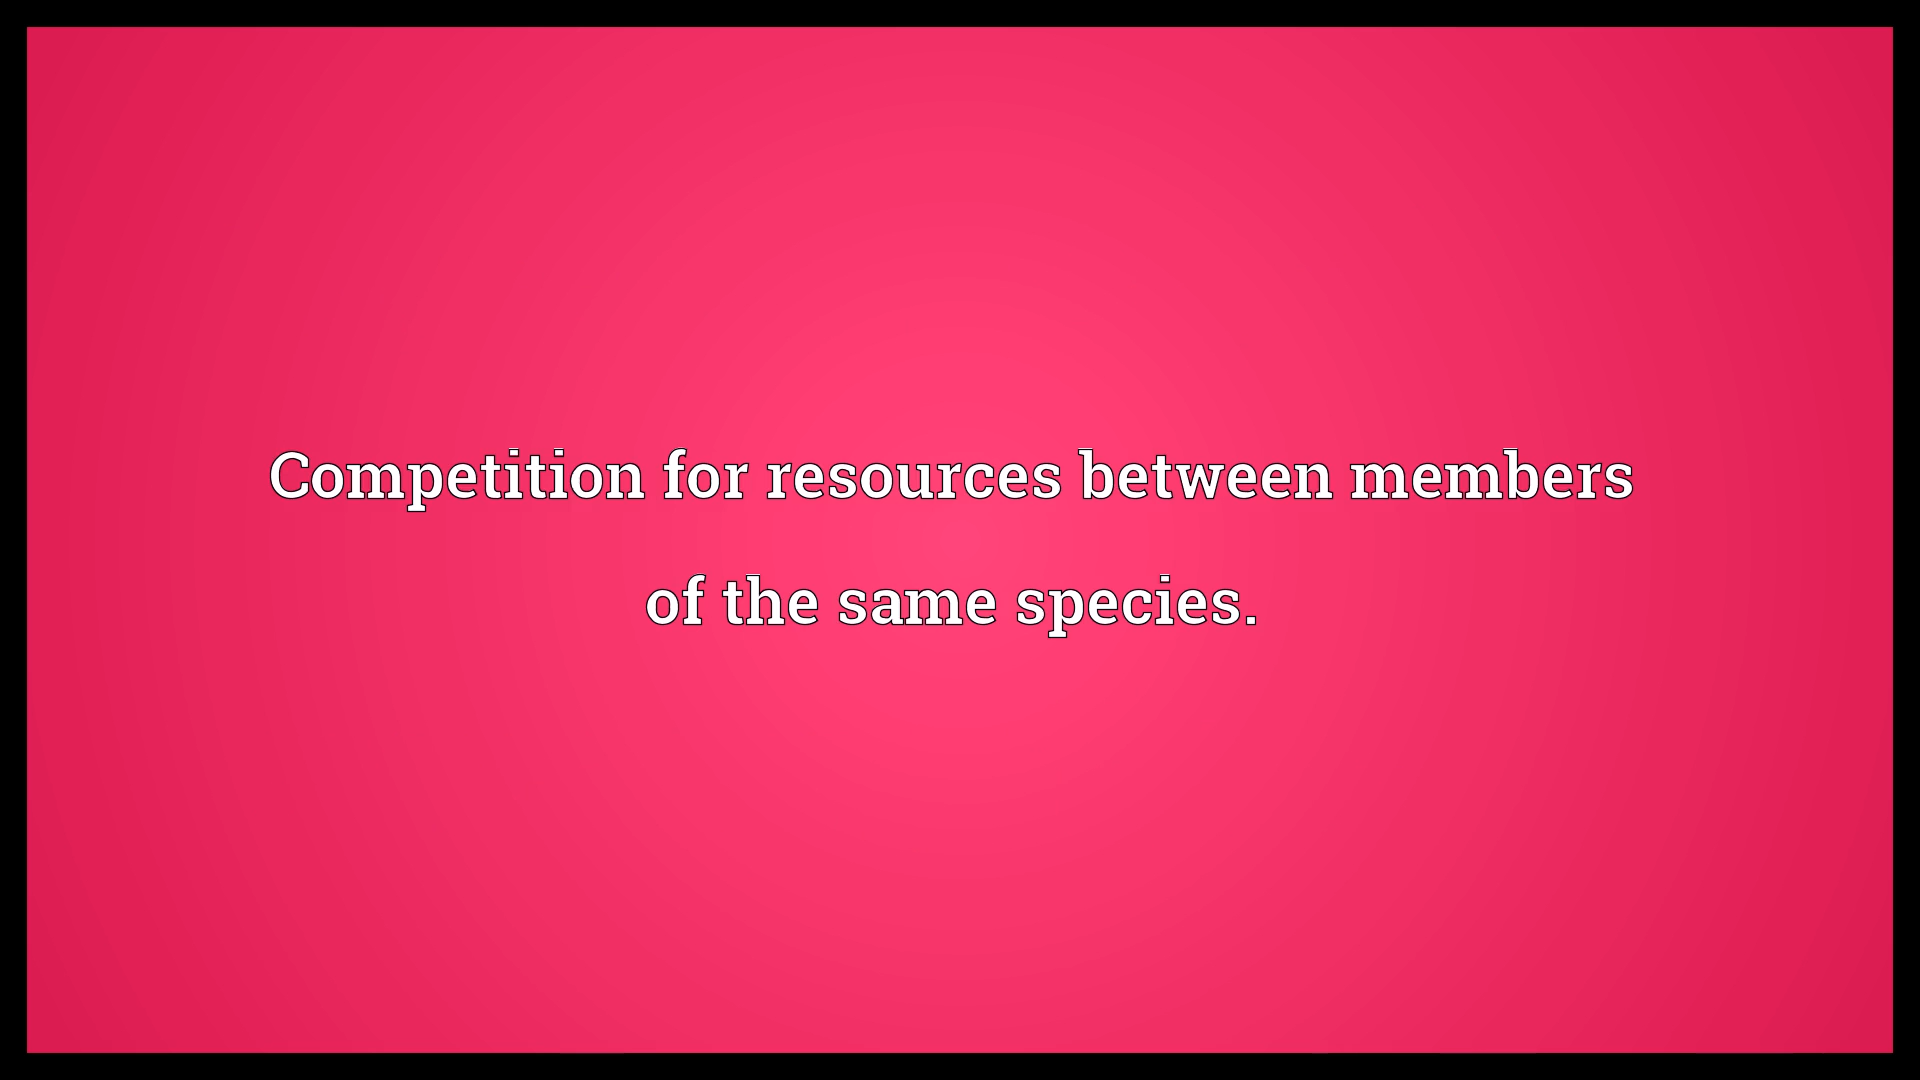 Competition for resources between members
of the same species.